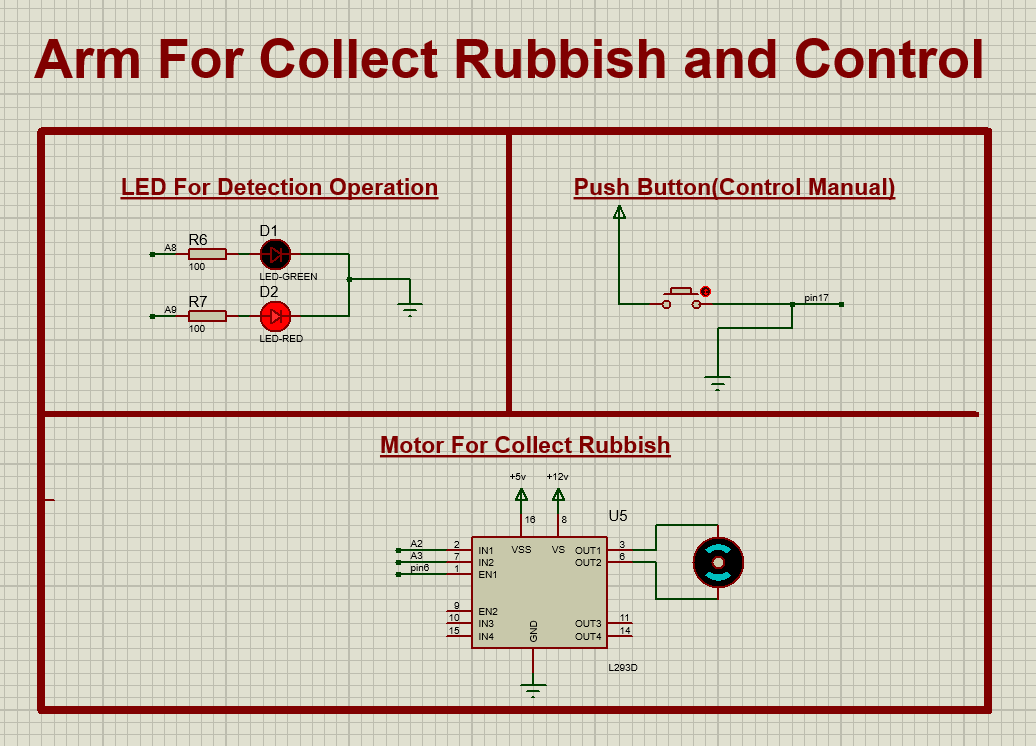 Arm For Collect Rubbish and Control
LED For Detection Operation
A8
R6
100
D1
LED-GREEN
A9
R7
100
D2
LED-RED
Push Button(Control Manual)
pin17
Motor For Collect Rubbish
+5v
+12v
16
8
U5
A2
2
IN1
VSS
VS
OUT1
3
A3
7
IN2
OUT2
6
pin6
1
EN1
9
EN2
10
IN3
OUT3
11
15
IN4
GND
OUT4
14
L293D